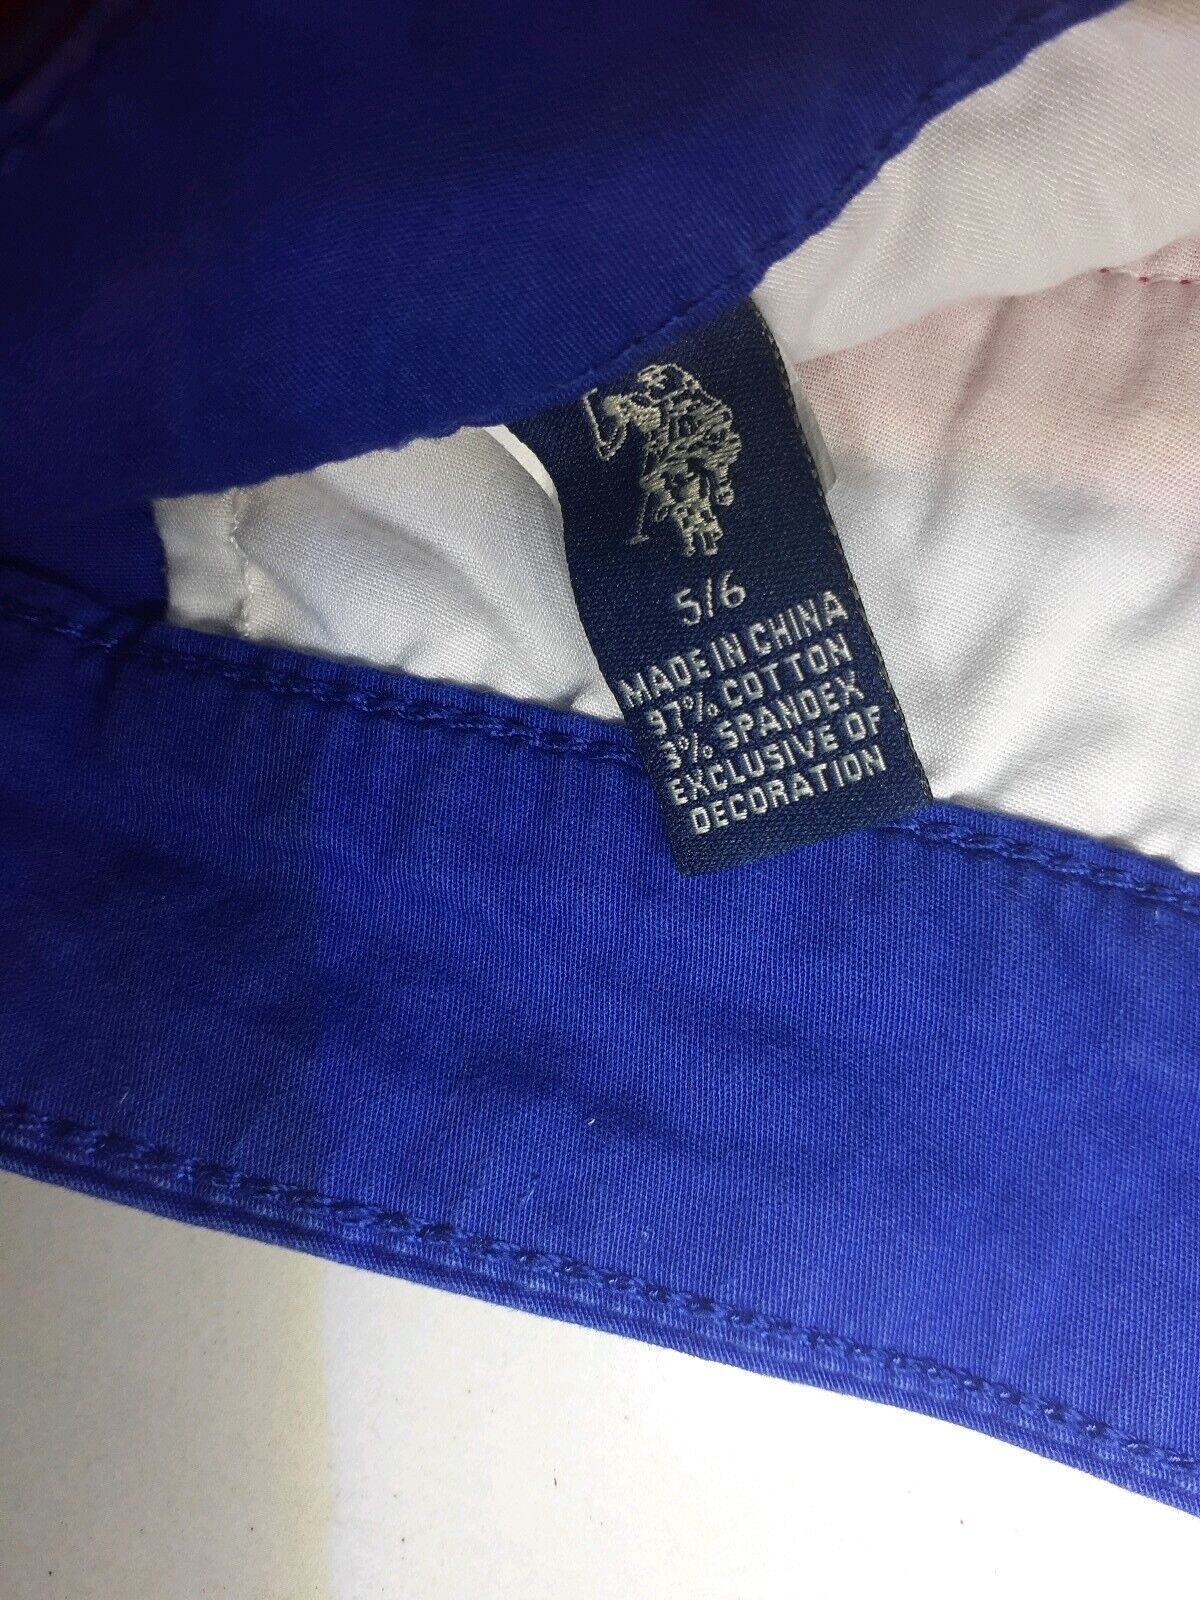 5/6
MADE IN CHINA
97% COTTON
3% SPANDEX
EXCLUSIVE OF
DECORATION